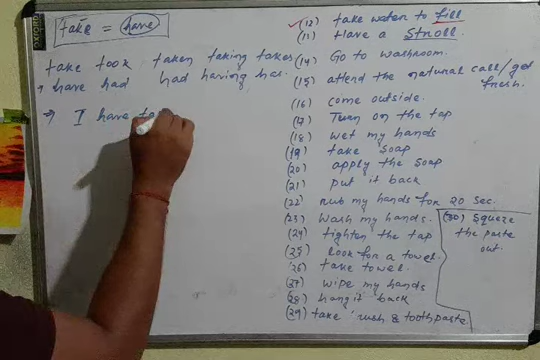 OXFORD
take = have
take took taken taking takes
have had had having has.
⇒ I have to
(12) take water to fill
(13) Have a stroll.
(14) Go to washroom.
(15) attend the natural call/get
fresh.
(16) come outside.
(17) Turn on the tap
(18) wet my hands
(19) take soap
(20) apply the soap
(21) put it back
(22) rub my hands for 20 sec.
(23) wash my hands.
(24) tighten the tap
(25) Look for a towel.
(26) take towel.
(27) wipe my hands
(28) hang it back
(29) take rush & toothpaste
(30) Squeze
the paste
out.